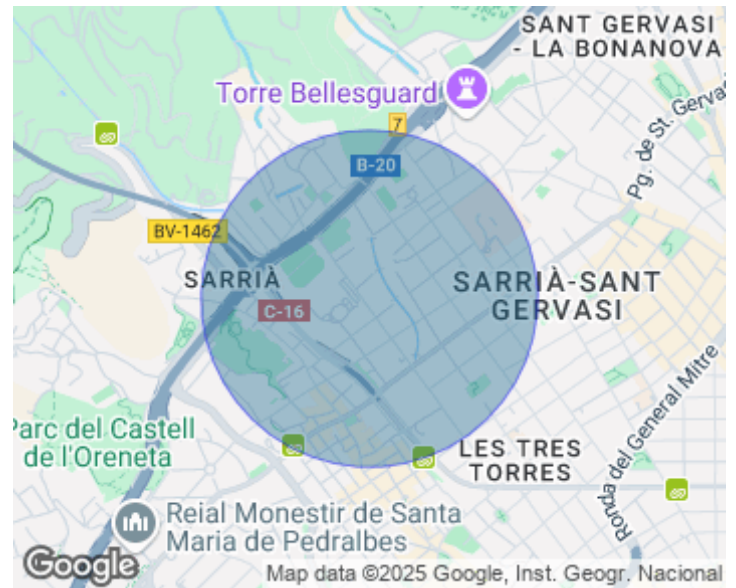 SANT GERVASI
- LA BONANOVA
Torre Bellesguard
7
Pg. de St. Gerva
B-20
BV-1462
SARRIÀ
SARRIÀ-SANT
GERVASI
C-16
Ronda del General Mitre
Parc del Castell
de l'Oreneta
LES TRES
TORRES
Reial Monestir de Santa
Maria de Pedralbes
Google
Map data ©2025 Google, Inst. Geogr. Nacional